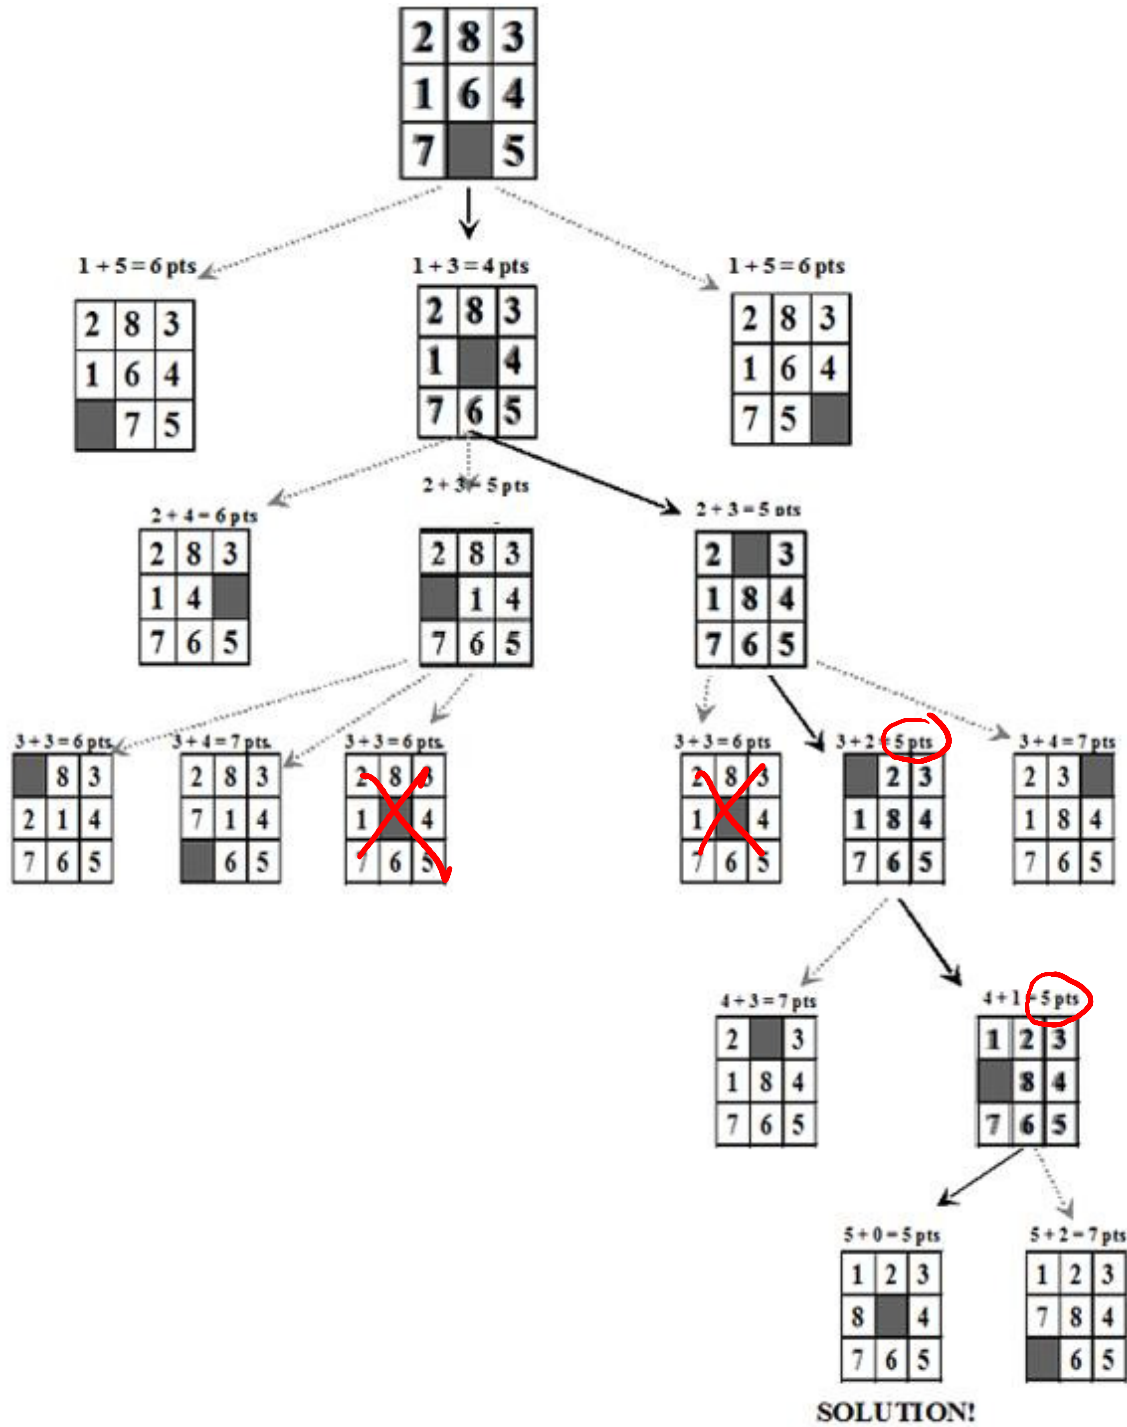 2 8 3
1 6 4
7 5
1 + 5 = 6 pts
2 8 3
1 6 4
7 5
1 + 3 = 4 pts
2 8 3
1 4
7 6 5
1 + 5 = 6 pts
2 8 3
1 6 4
7 5
2 + 4 = 6 pts
2 8 3
1 4
7 6 5
2 + 3 = 5 pts
2 8 3
1 4
7 6 5
2 + 3 = 5 pts
2 3
1 8 4
7 6 5
3 + 3 = 6 pts.
8 3
2 1 4
7 6 5
3 + 4 = 7 pts.
2 8 3
7 1 4
6 5
3 + 3 = 6 pts.
2 8 3
1 4
7 6 5
3 + 3 = 6 pts
2 8 3
1 4
7 6 5
3 + 2 = 5 pts
2 3
1 8 4
7 6 5
3 + 4 = 7 pts
2 3
1 8 4
7 6 5
4 + 3 = 7 pts
2 3
1 8 4
7 6 5
4 + 1 = 5 pts
1 2 3
8 4
7 6 5
5 + 0 = 5 pts
1 2 3
8 4
7 6 5
5 + 2 = 7 pts
1 2 3
7 8 4
6 5
SOLUTION!